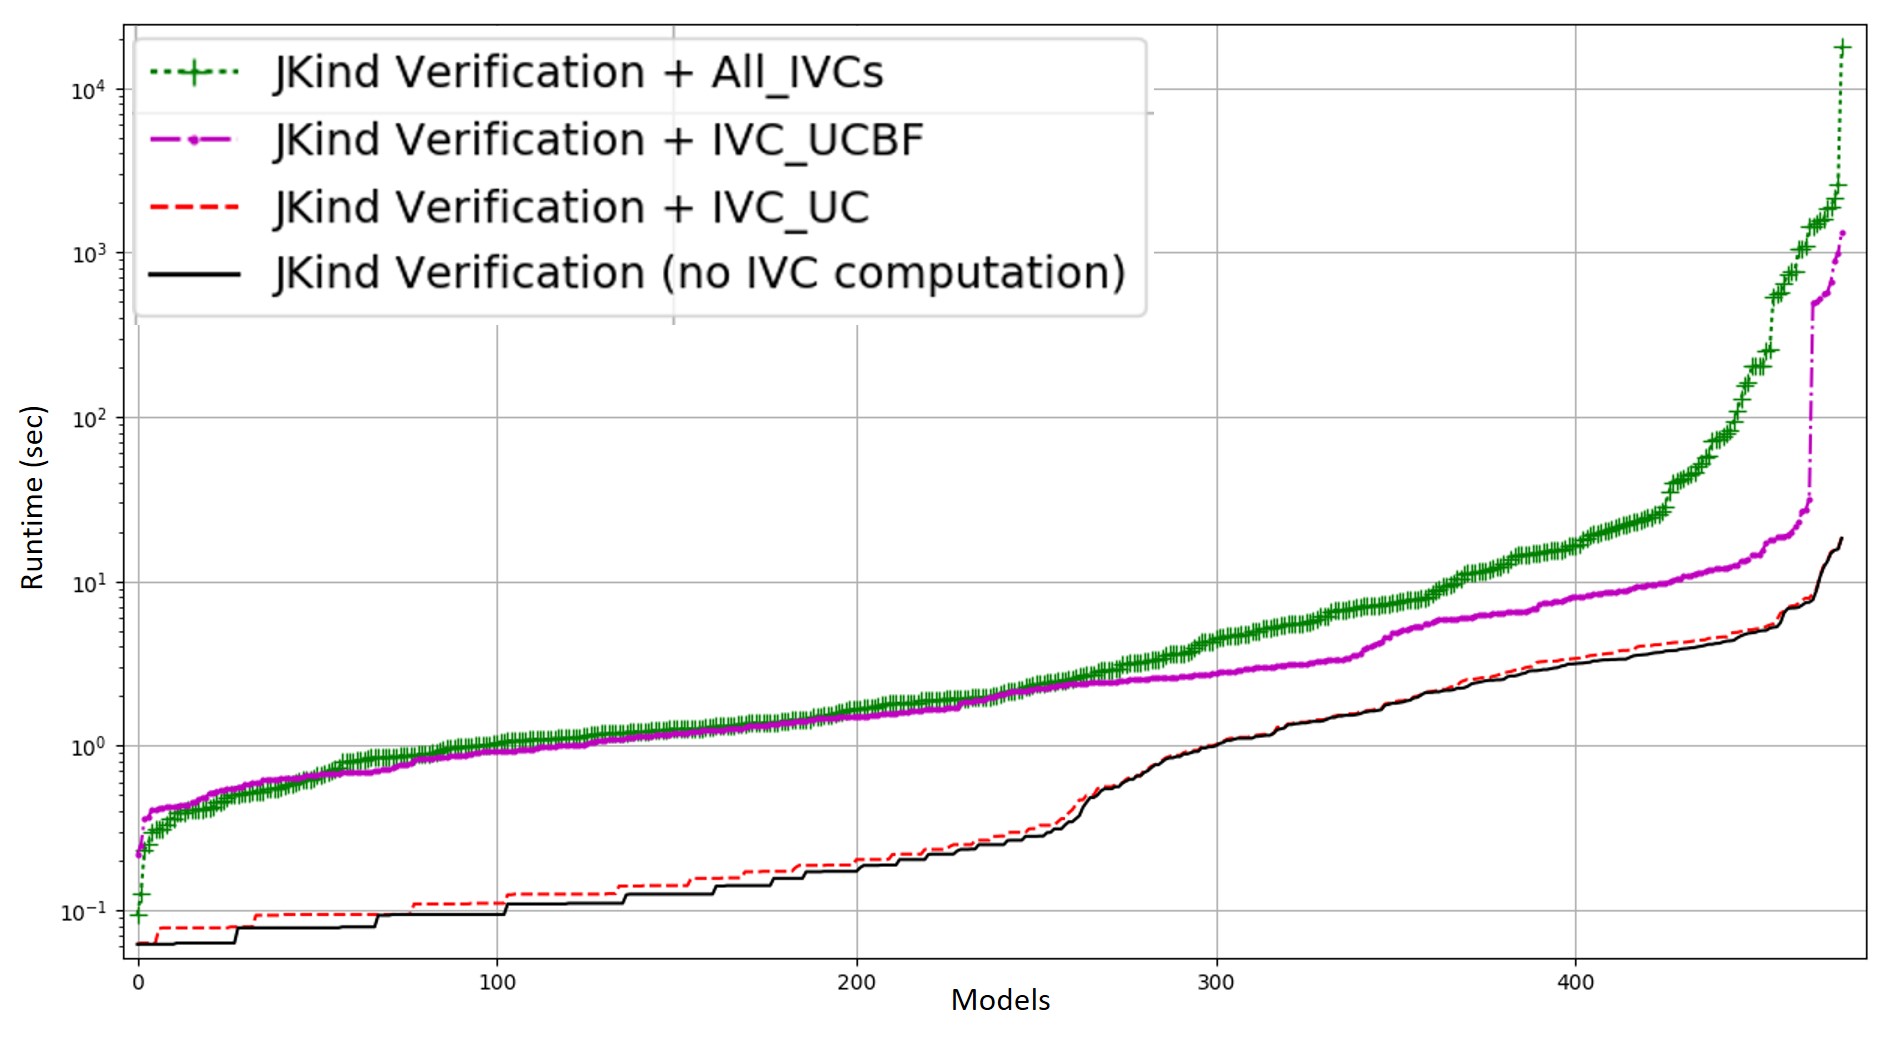 JKind Verification + All_IVCs
JKind Verification + IVC_UCBF
JKind Verification + IVC_UC
JKind Verification (no IVC computation)
10⁴
10³
10²
10¹
10⁰
10⁻¹
Runtime (sec)
0 100 200 300 400
Models